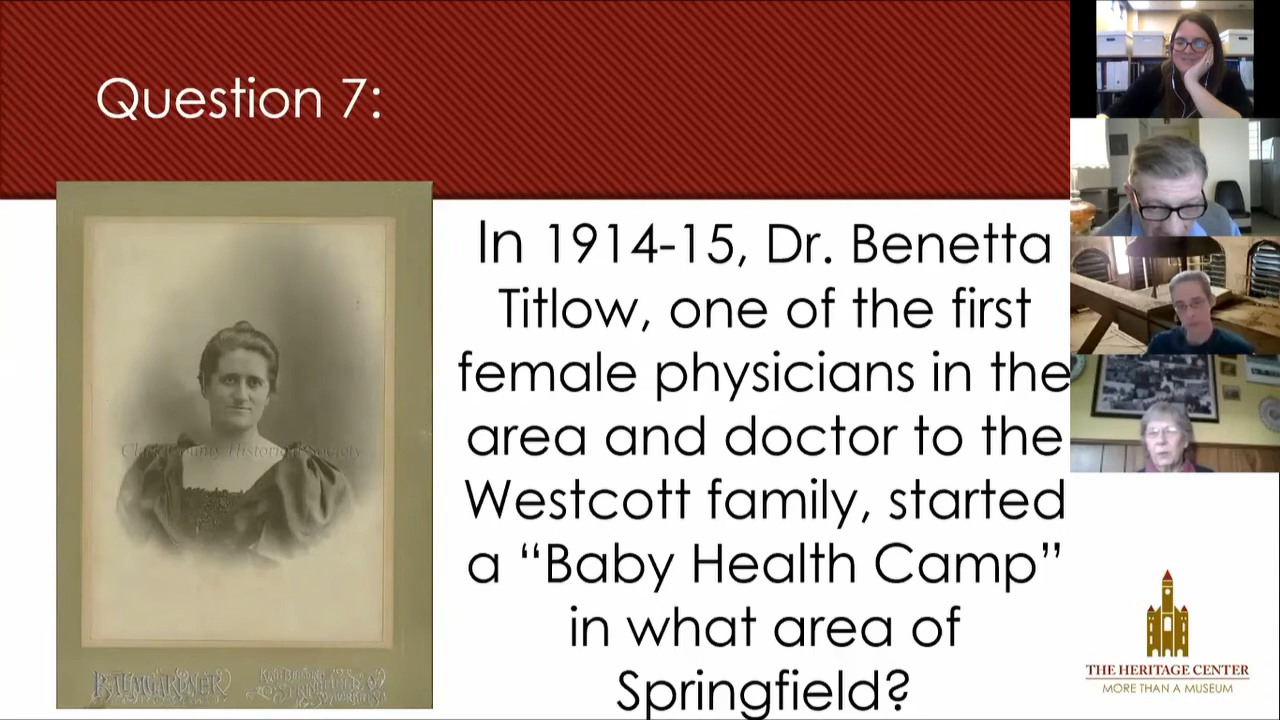 Question 7:
In 1914-15, Dr. Benetta
Titlow, one of the first
female physicians in the
area and doctor to the
Westcott family, started
a “Baby Health Camp”
in what area of
Springfield?
Clark County Historical Society
BAUMGARDNER
THE HERITAGE CENTER
MORE THAN A MUSEUM